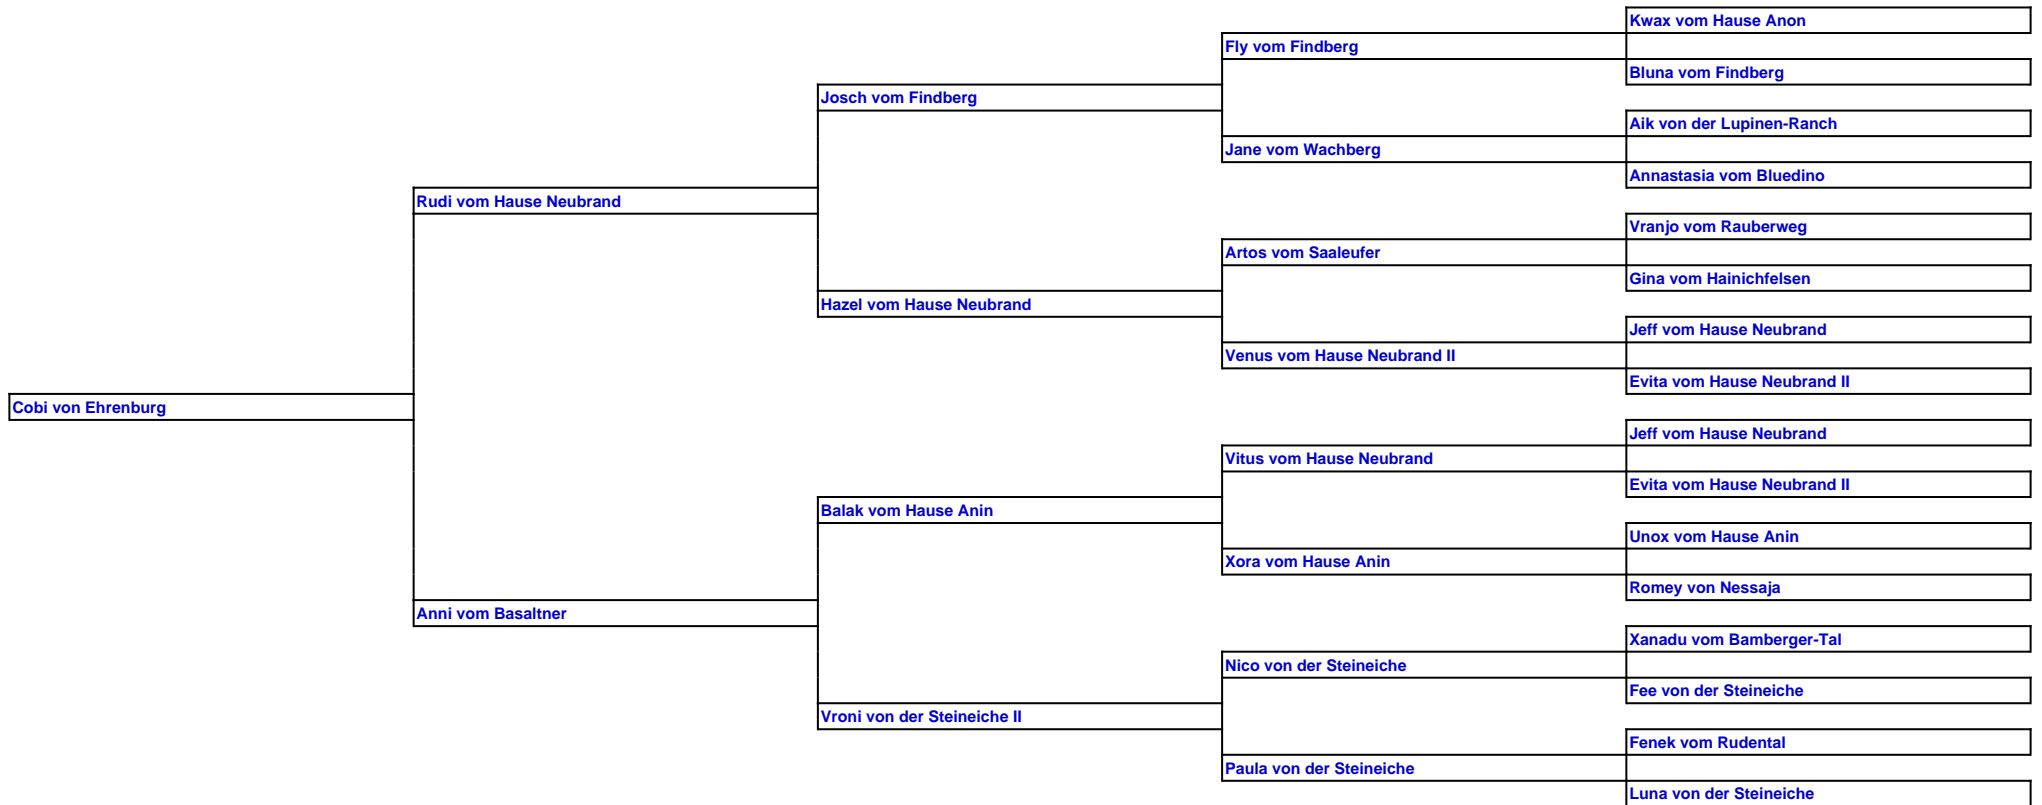 Kwax vom Hause Anon
Fly vom Findberg
Bluna vom Findberg
Josch vom Findberg
Aik von der Lupinen-Ranch
Jane vom Wachberg
Annastasia vom Bluedino
Rudi vom Hause Neubrand
Vranjo vom Rauberweg
Artos vom Saaleufer
Gina vom Hainichfelsen
Hazel vom Hause Neubrand
Jeff vom Hause Neubrand
Venus vom Hause Neubrand II
Evita vom Hause Neubrand II
Cobi von Ehrenburg
Jeff vom Hause Neubrand
Vitus vom Hause Neubrand
Evita vom Hause Neubrand II
Balak vom Hause Anin
Unox vom Hause Anin
Xora vom Hause Anin
Romey von Nessaja
Anni vom Basaltner
Xanadu vom Bamberger-Tal
Nico von der Steineiche
Fee von der Steineiche
Vroni von der Steineiche II
Fenek vom Rudental
Paula von der Steineiche
Luna von der Steineiche